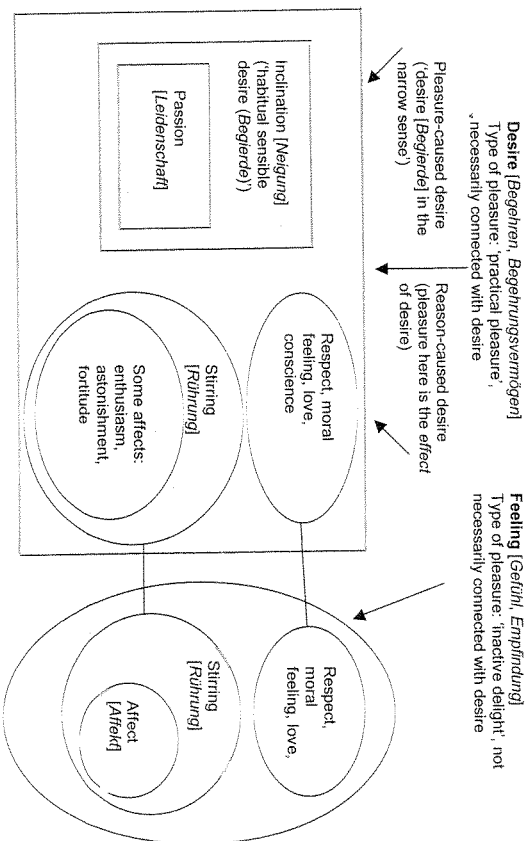 Desire [Begehren, Begehrungsvermögen]
Type of pleasure: 'practical pleasure',
necessarily connected with desire
Feeling [Gefühl, Empfindung]
Type of pleasure: 'inactive delight', not
necessarily connected with desire
Pleasure-caused desire
('desire [Begierde] in the
narrow sense')
Reason-caused desire
(pleasure here is the effect
of desire)
Inclination [Neigung]
('habitual sensible
desire (Begierde)')
Passion
[Leidenschaft]
Respect, moral
feeling, love,
conscience
Stirring
[Rührung]
Some affects:
enthusiasm,
astonishment,
fortitude
Respect,
moral
feeling, love,
Stirring
[Rührung]
Affect
[Affekt]